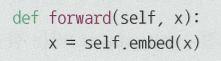 def forward(self, x):
    x = self.embed(x)